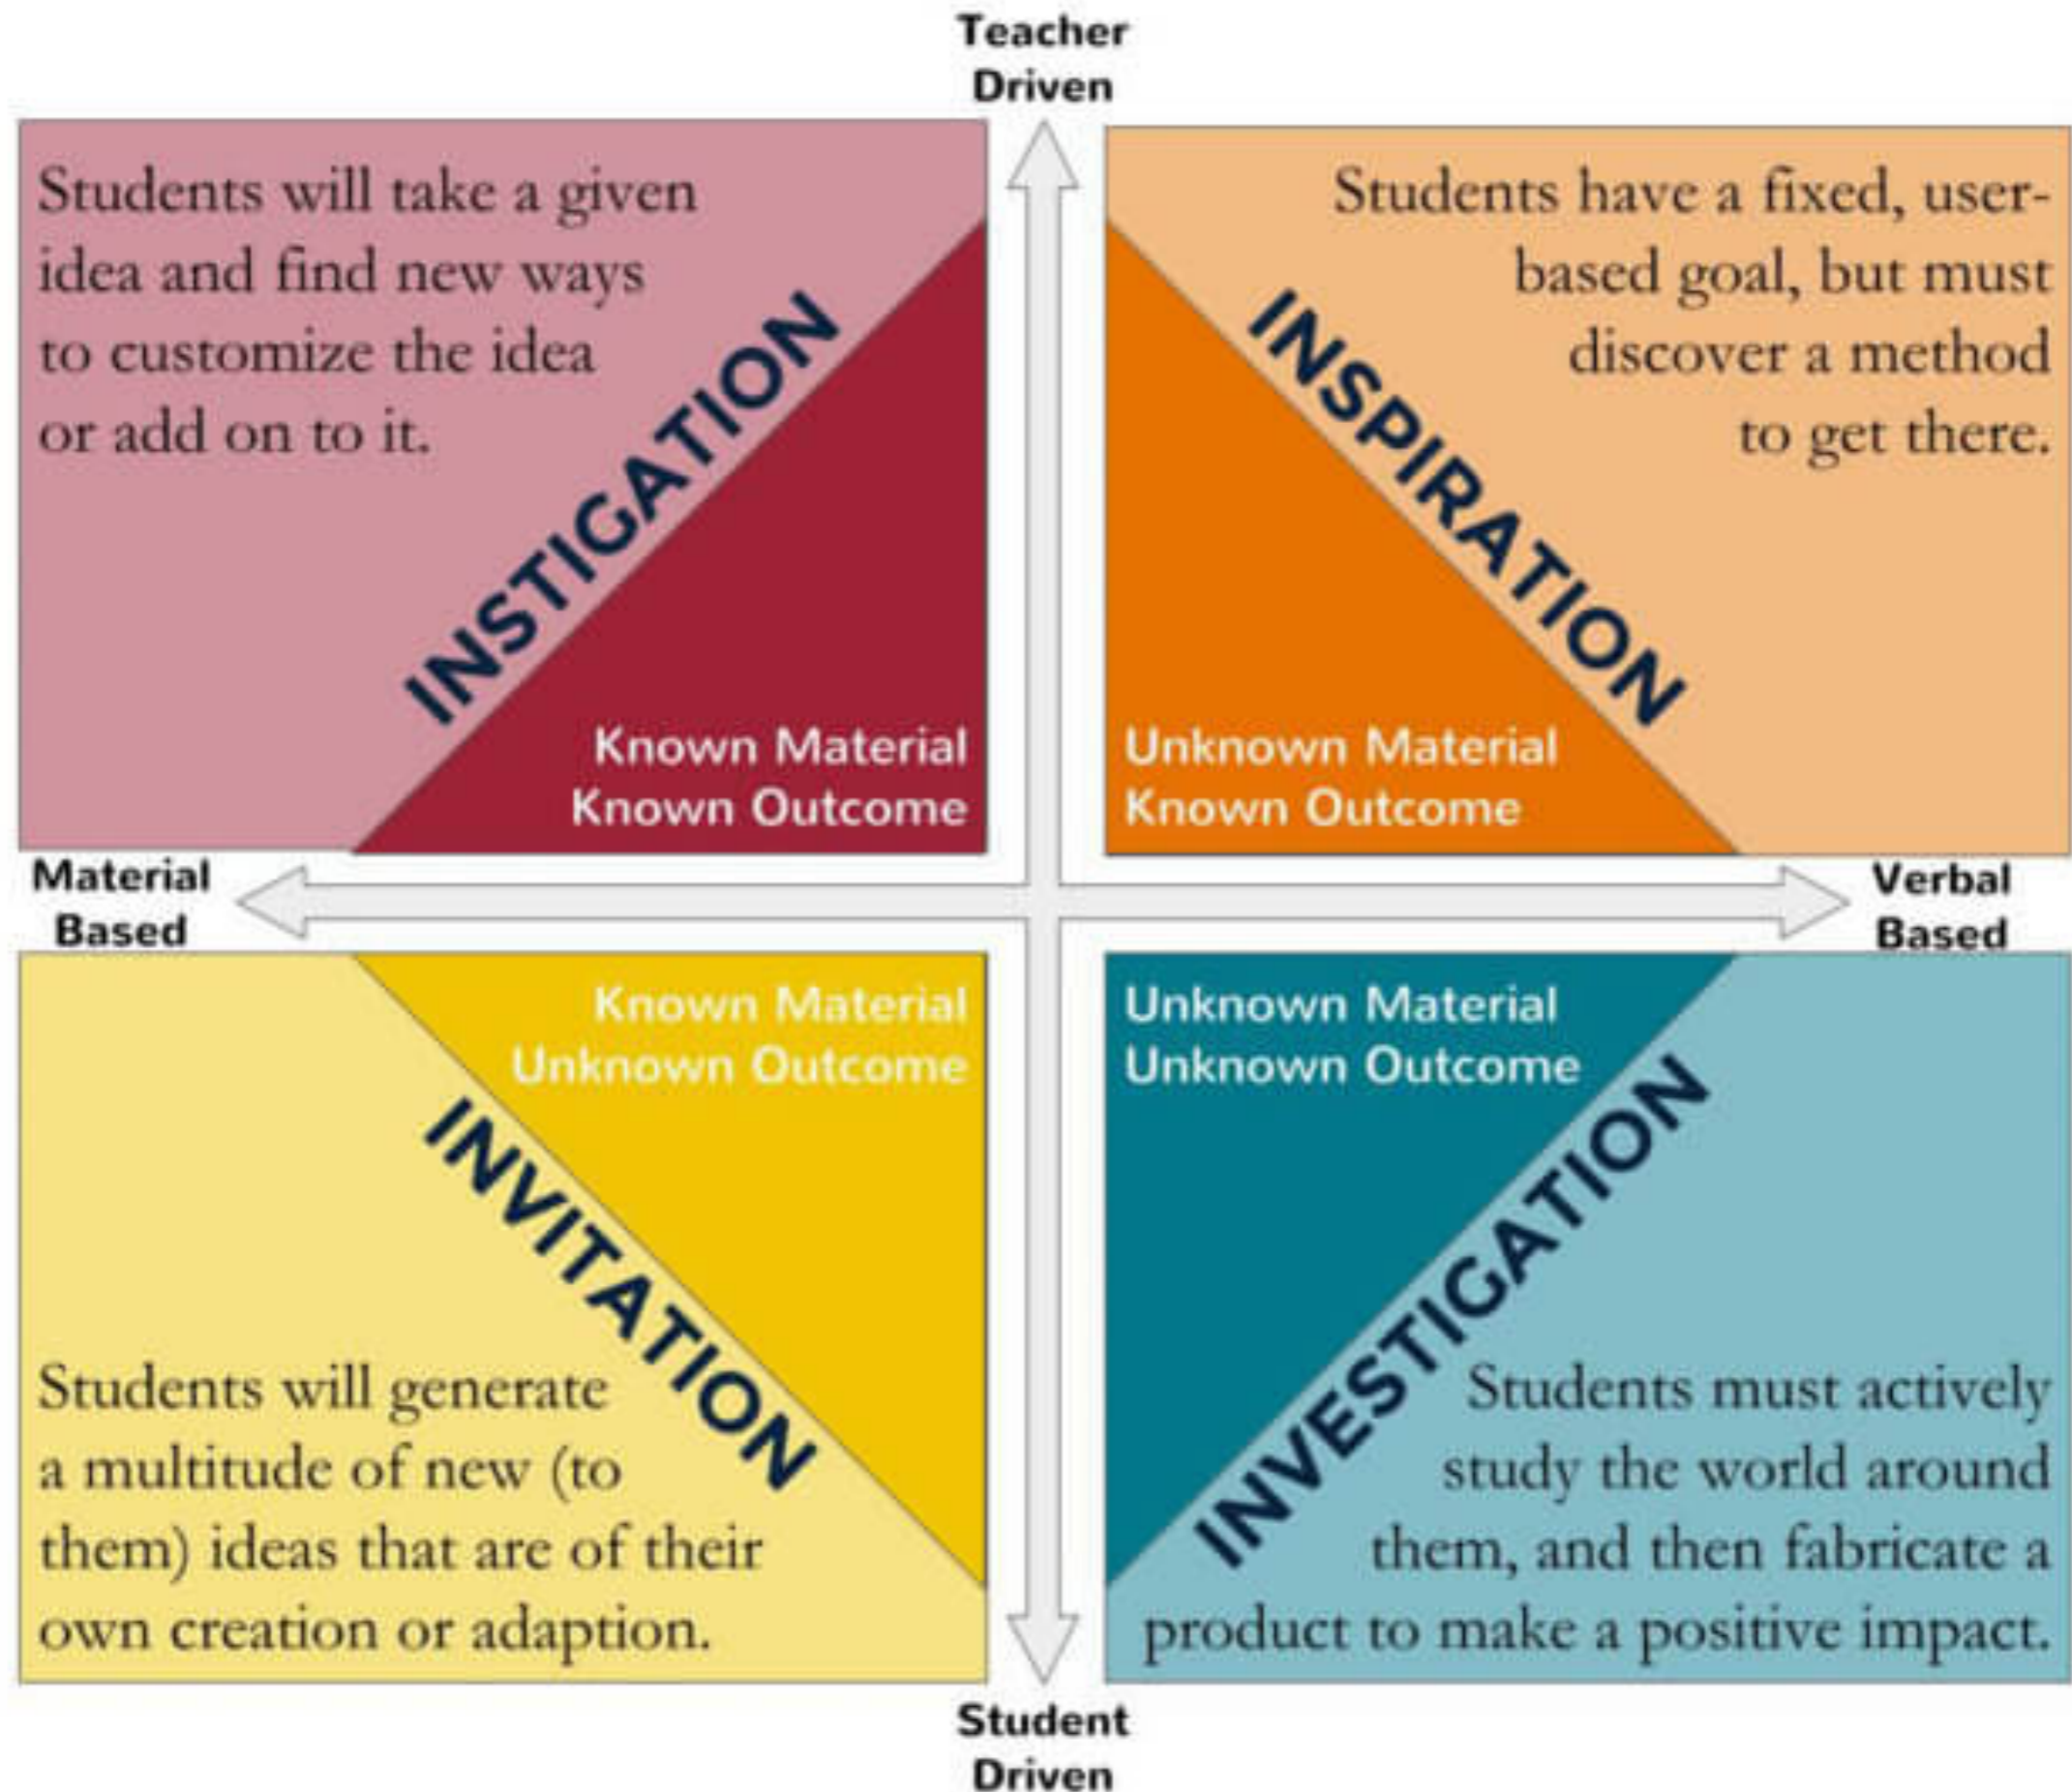 Teacher
Driven
Students will take a given
idea and find new ways
to customize the idea
or add on to it.
INSTIGATION
Known Material
Known Outcome
Students have a fixed, user-
based goal, but must
discover a method
to get there.
INSPIRATION
Unknown Material
Known Outcome
Material
Based
Verbal
Based
Known Material
Unknown Outcome
INVITATION
Students will generate
a multitude of new (to
them) ideas that are of their
own creation or adaption.
Unknown Material
Unknown Outcome
INVESTIGATION
Students must actively
study the world around
them, and then fabricate a
product to make a positive impact.
Student
Driven